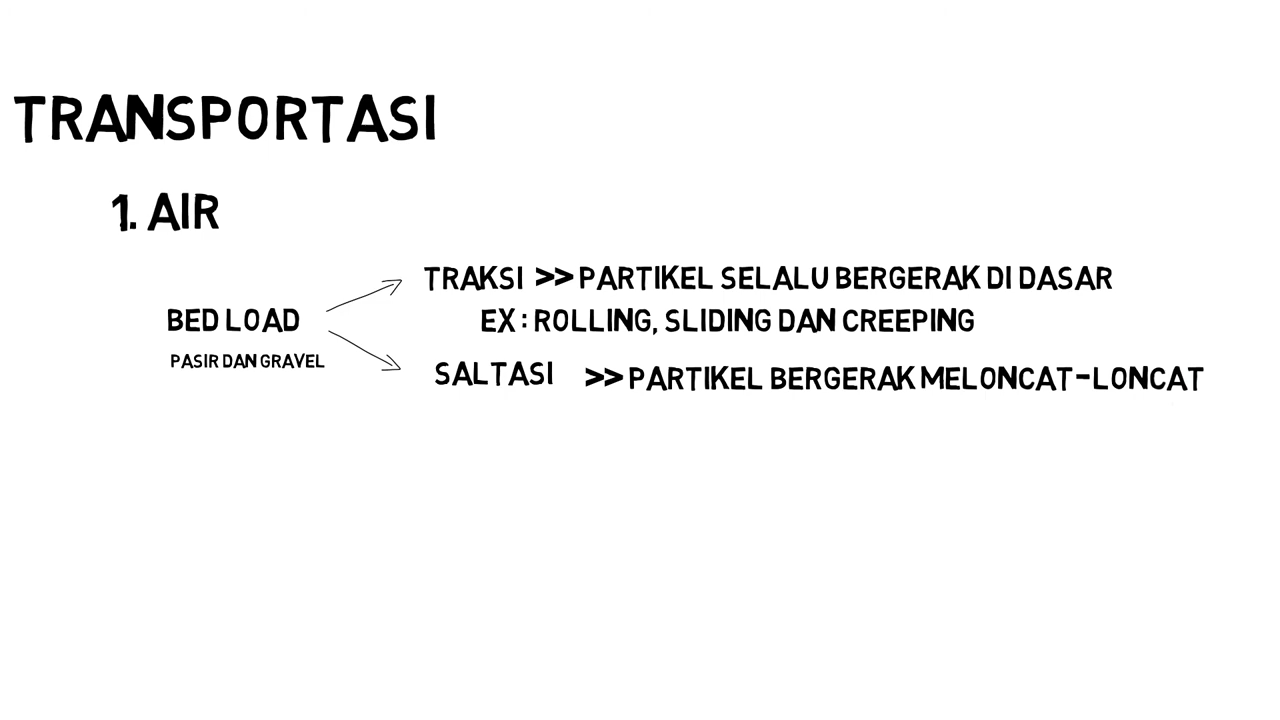 TRANSPORTASI
1. AIR
TRAKSI >> PARTIKEL SELALU BERGERAK DI DASAR
BED LOAD
EX : ROLLING, SLIDING DAN CREEPING
PASIR DAN GRAVEL
SALTASI >> PARTIKEL BERGERAK MELONCAT-LONCAT